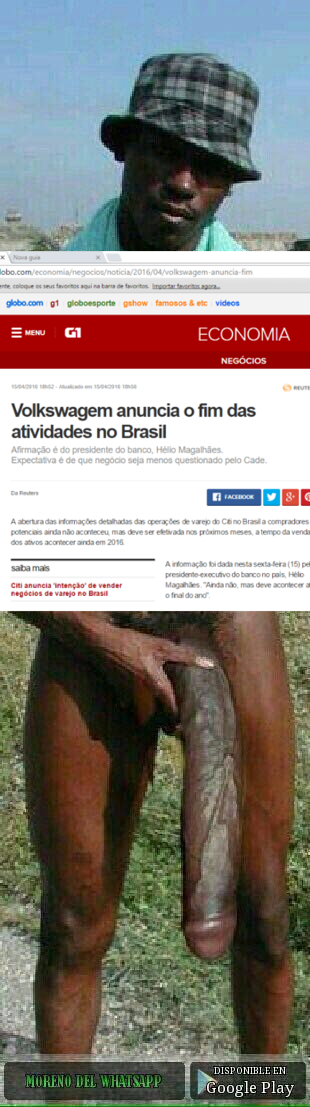 Nova guia
lobo.com/economia/negocios/noticia/2016/04/volkswagem-anuncia-fim
ente, coloque os seus favoritos aqui na barra de favoritos. Importar favoritos agora...
globo.com g1 globoesporte gshow famosos & etc vídeos
MENU G1 ECONOMIA
NEGÓCIOS
15/04/2016 18h52 - Atualizado em 15/04/2016 18h56
REUTE
Volkswagem anuncia o fim das
atividades no Brasil
Afirmação é do presidente do banco, Hélio Magalhães.
Expectativa é de que negócio seja menos questionado pelo Cade.
Da Reuters
FACEBOOK
A abertura das informações detalhadas das operações de varejo do Citi no Brasil a compradores
potenciais ainda não aconteceu, mas deve ser efetivada nos próximos meses, a tempo da venda
dos ativos acontecer ainda em 2016.
saiba mais
Citi anuncia 'intenção' de vender
negócios de varejo no Brasil
A informação foi dada nesta sexta-feira (15) pel
presidente-executivo do banco no país, Hélio
Magalhães. "Ainda não, mas deve acontecer at
o final do ano".
MORENO DEL WHATSAPP
DISPONIBLE EN
Google Play